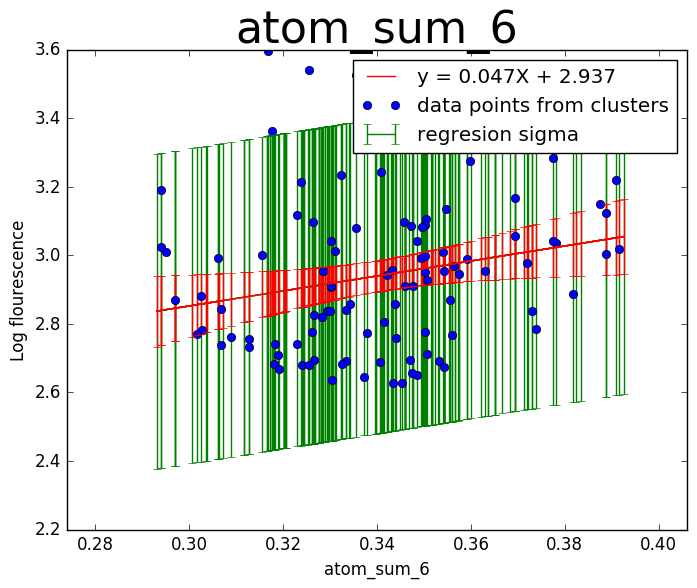 atom_sum_6
y = 0.047X + 2.937
data points from clusters
regresion sigma
3.6
3.4
3.2
3.0
2.8
2.6
2.4
2.2
Log flourescence
0.28
0.30
0.32
0.34
0.36
0.38
0.40
atom_sum_6